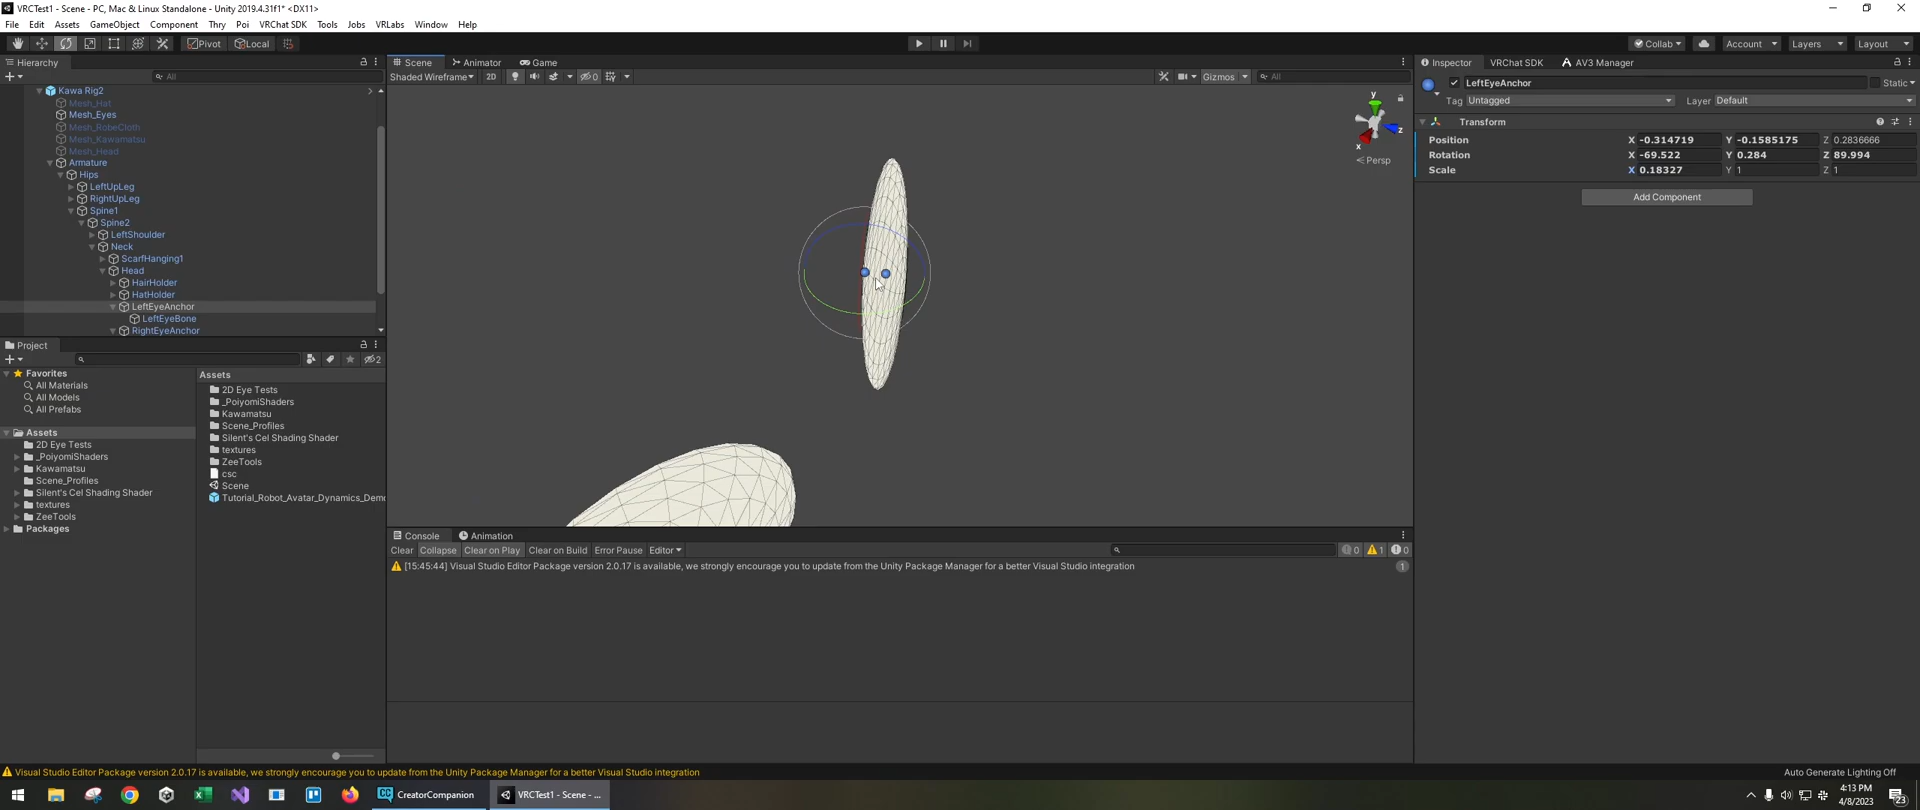 VRCTest1 - Scene - PC, Mac & Linux Standalone - Unity 2019.4.31f1* <DX11>
File Edit Assets GameObject Component Thry Poi VRChat SDK Tools Jobs VRLabs Window Help
Pivot Local Collab Account Layers Layout
Hierarchy
All
Kawa Rig2
Mesh_Hat
Mesh_Eyes
Mesh_RobeCloth
Mesh_Kawamatsu
Mesh_Head
Armature
Hips
LeftUpLeg
RightUpLeg
Spine1
Spine2
LeftShoulder
Neck
ScarfHanging1
Head
HairHolder
HatHolder
LeftEyeAnchor
LeftEyeBone
RightEyeAnchor
Scene Animator Game
Shaded Wireframe 2D 0 Gizmos All
y
z
x
Persp
Inspector VRChat SDK AV3 Manager
LeftEyeAnchor Static
Tag Untagged Layer Default
Transform
Position X -0.314719 Y -0.1585175 Z 0.2836666
Rotation X -69.522 Y 0.284 Z 89.994
Scale X 0.18327 Y 1 Z 1
Add Component
Project
2
Favorites
All Materials
All Models
All Prefabs
Assets
2D Eye Tests
_PoiyomiShaders
Kawamatsu
Scene_Profiles
Silent's Cel Shading Shader
textures
ZeeTools
Packages
Assets
2D Eye Tests
_PoiyomiShaders
Kawamatsu
Scene_Profiles
Silent's Cel Shading Shader
textures
ZeeTools
csc
Scene
Tutorial_Robot_Avatar_Dynamics_Demo
Console Animation
Clear Collapse Clear on Play Clear on Build Error Pause Editor 0 1 0
[15:45:44] Visual Studio Editor Package version 2.0.17 is available, we strongly encourage you to update from the Unity Package Manager for a better Visual Studio integration 1
Visual Studio Editor Package version 2.0.17 is available, we strongly encourage you to update from the Unity Package Manager for a better Visual Studio integration
Auto Generate Lighting Off
CC CreatorCompanion VRCTest1 - Scene - ...
4:13 PM
4/8/2023
23